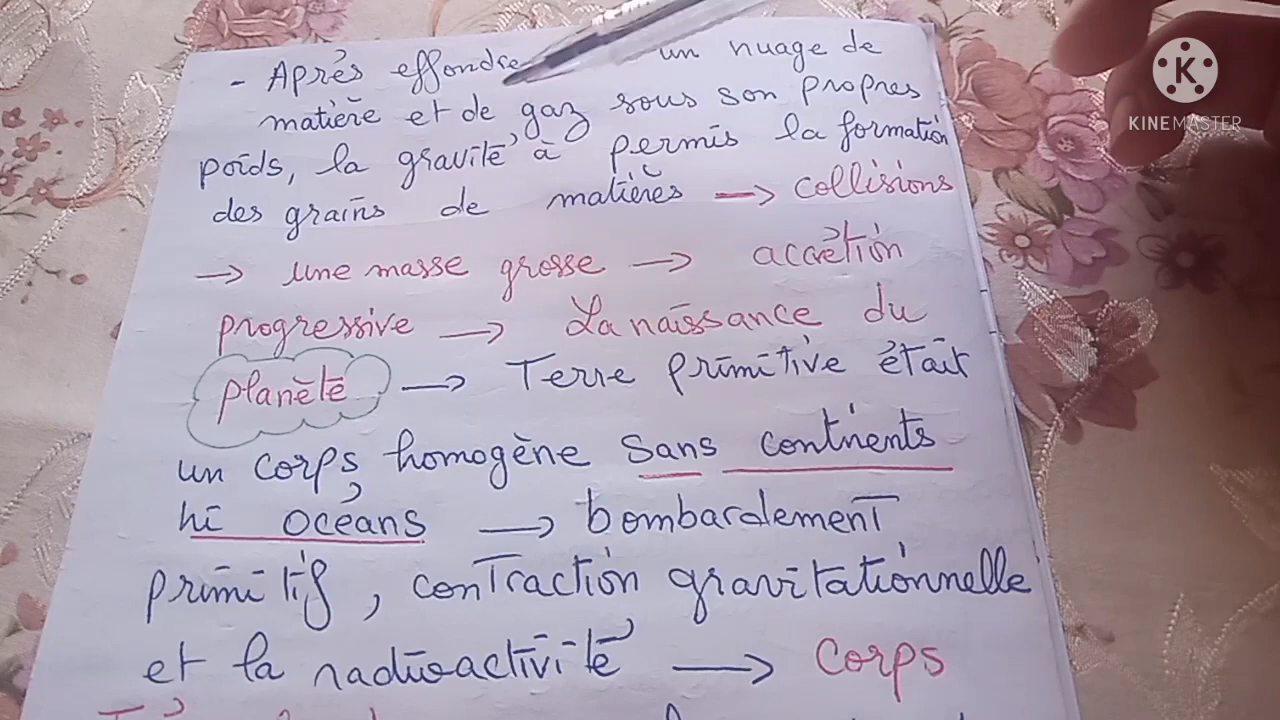 - Après effondre un nuage de
matière et de gaz sous son propres
poids, la gravité à permis la formation
des grains de matières → collisions
→ une masse grosse → accrétion
progressive → La naissance du
planète → Terre primitive était
un corps homogène sans continents
ni océans → bombardement
primitif, contraction gravitationnelle
et la radioactivité → corps
KINEMASTER